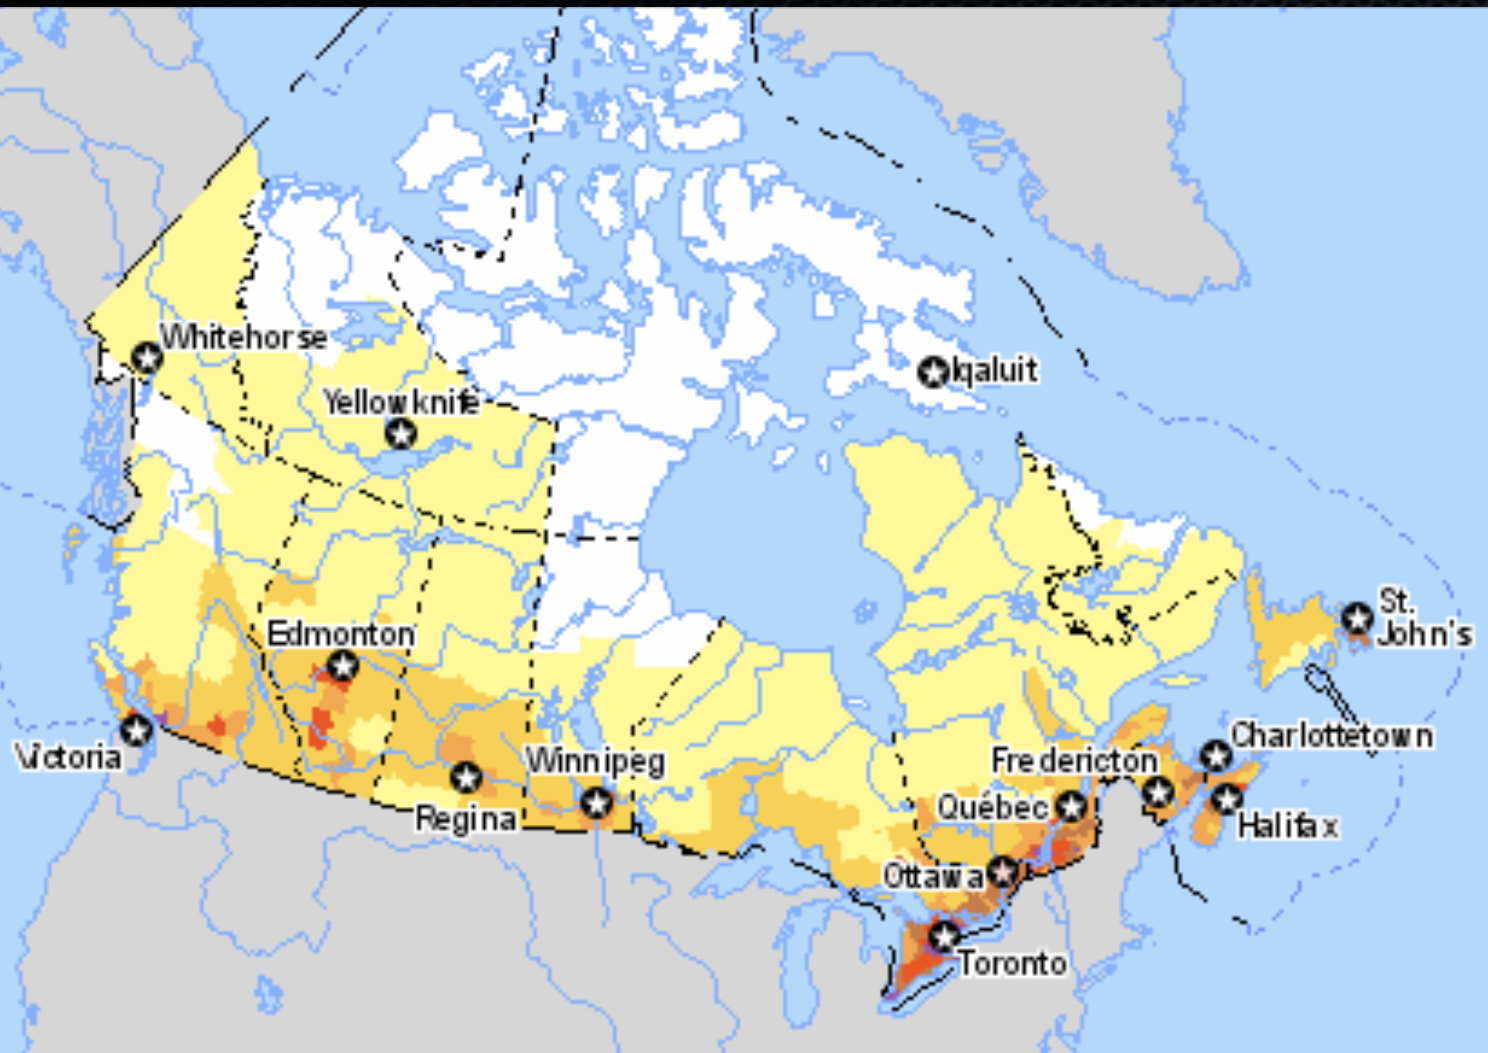 Whitehorse
Iqaluit
Yellowknife
St.
John's
Edmonton
Charlottetown
Victoria
Winnipeg
Fredericton
Québec
Regina
Halifax
Ottawa
Toronto